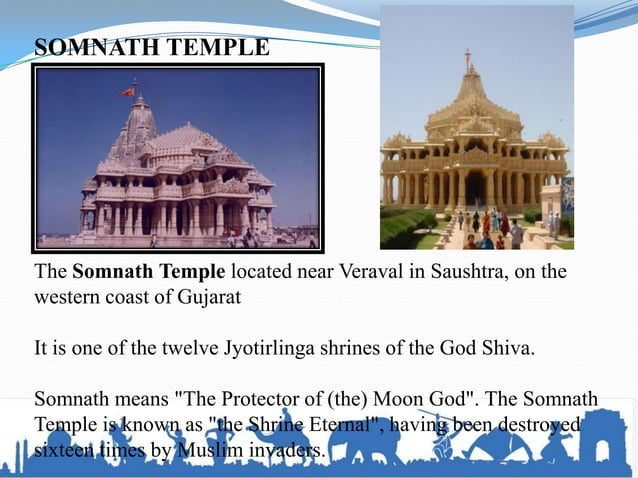 SOMNATH TEMPLE
The Somnath Temple located near Veraval in Saushtra, on the
western coast of Gujarat
It is one of the twelve Jyotirlinga shrines of the God Shiva.
Somnath means "The Protector of (the) Moon God". The Somnath
Temple is known as "the Shrine Eternal", having been destroyed
sixteen times by Muslim invaders.